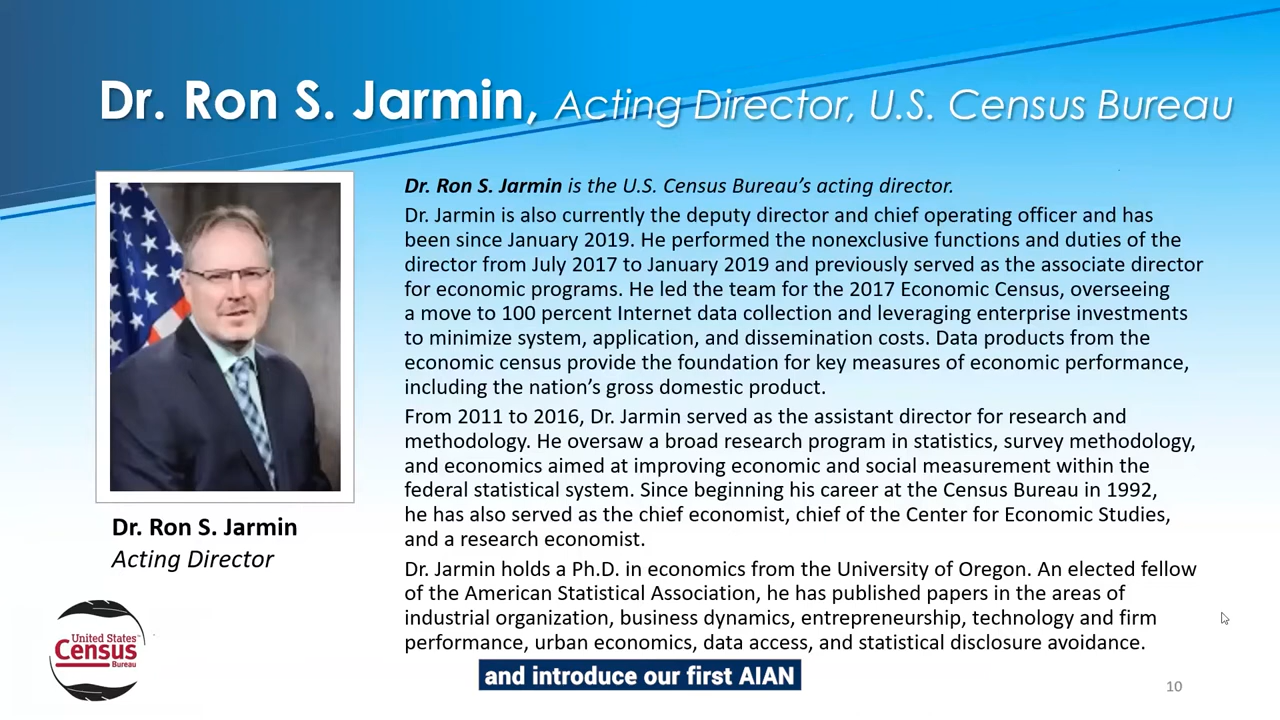 Dr. Ron S. Jarmin, Acting Director, U.S. Census Bureau
Dr. Ron S. Jarmin is the U.S. Census Bureau’s acting director.
Dr. Jarmin is also currently the deputy director and chief operating officer and has
been since January 2019. He performed the nonexclusive functions and duties of the
director from July 2017 to January 2019 and previously served as the associate director
for economic programs. He led the team for the 2017 Economic Census, overseeing
a move to 100 percent Internet data collection and leveraging enterprise investments
to minimize system, application, and dissemination costs. Data products from the
economic census provide the foundation for key measures of economic performance,
including the nation’s gross domestic product.
From 2011 to 2016, Dr. Jarmin served as the assistant director for research and
methodology. He oversaw a broad research program in statistics, survey methodology,
and economics aimed at improving economic and social measurement within the
federal statistical system. Since beginning his career at the Census Bureau in 1992,
he has also served as the chief economist, chief of the Center for Economic Studies,
and a research economist.
Dr. Jarmin holds a Ph.D. in economics from the University of Oregon. An elected fellow
of the American Statistical Association, he has published papers in the areas of
industrial organization, business dynamics, entrepreneurship, technology and firm
performance, urban economics, data access, and statistical disclosure avoidance.
Dr. Ron S. Jarmin
Acting Director
United States™
Census
Bureau
and introduce our first AIAN
10